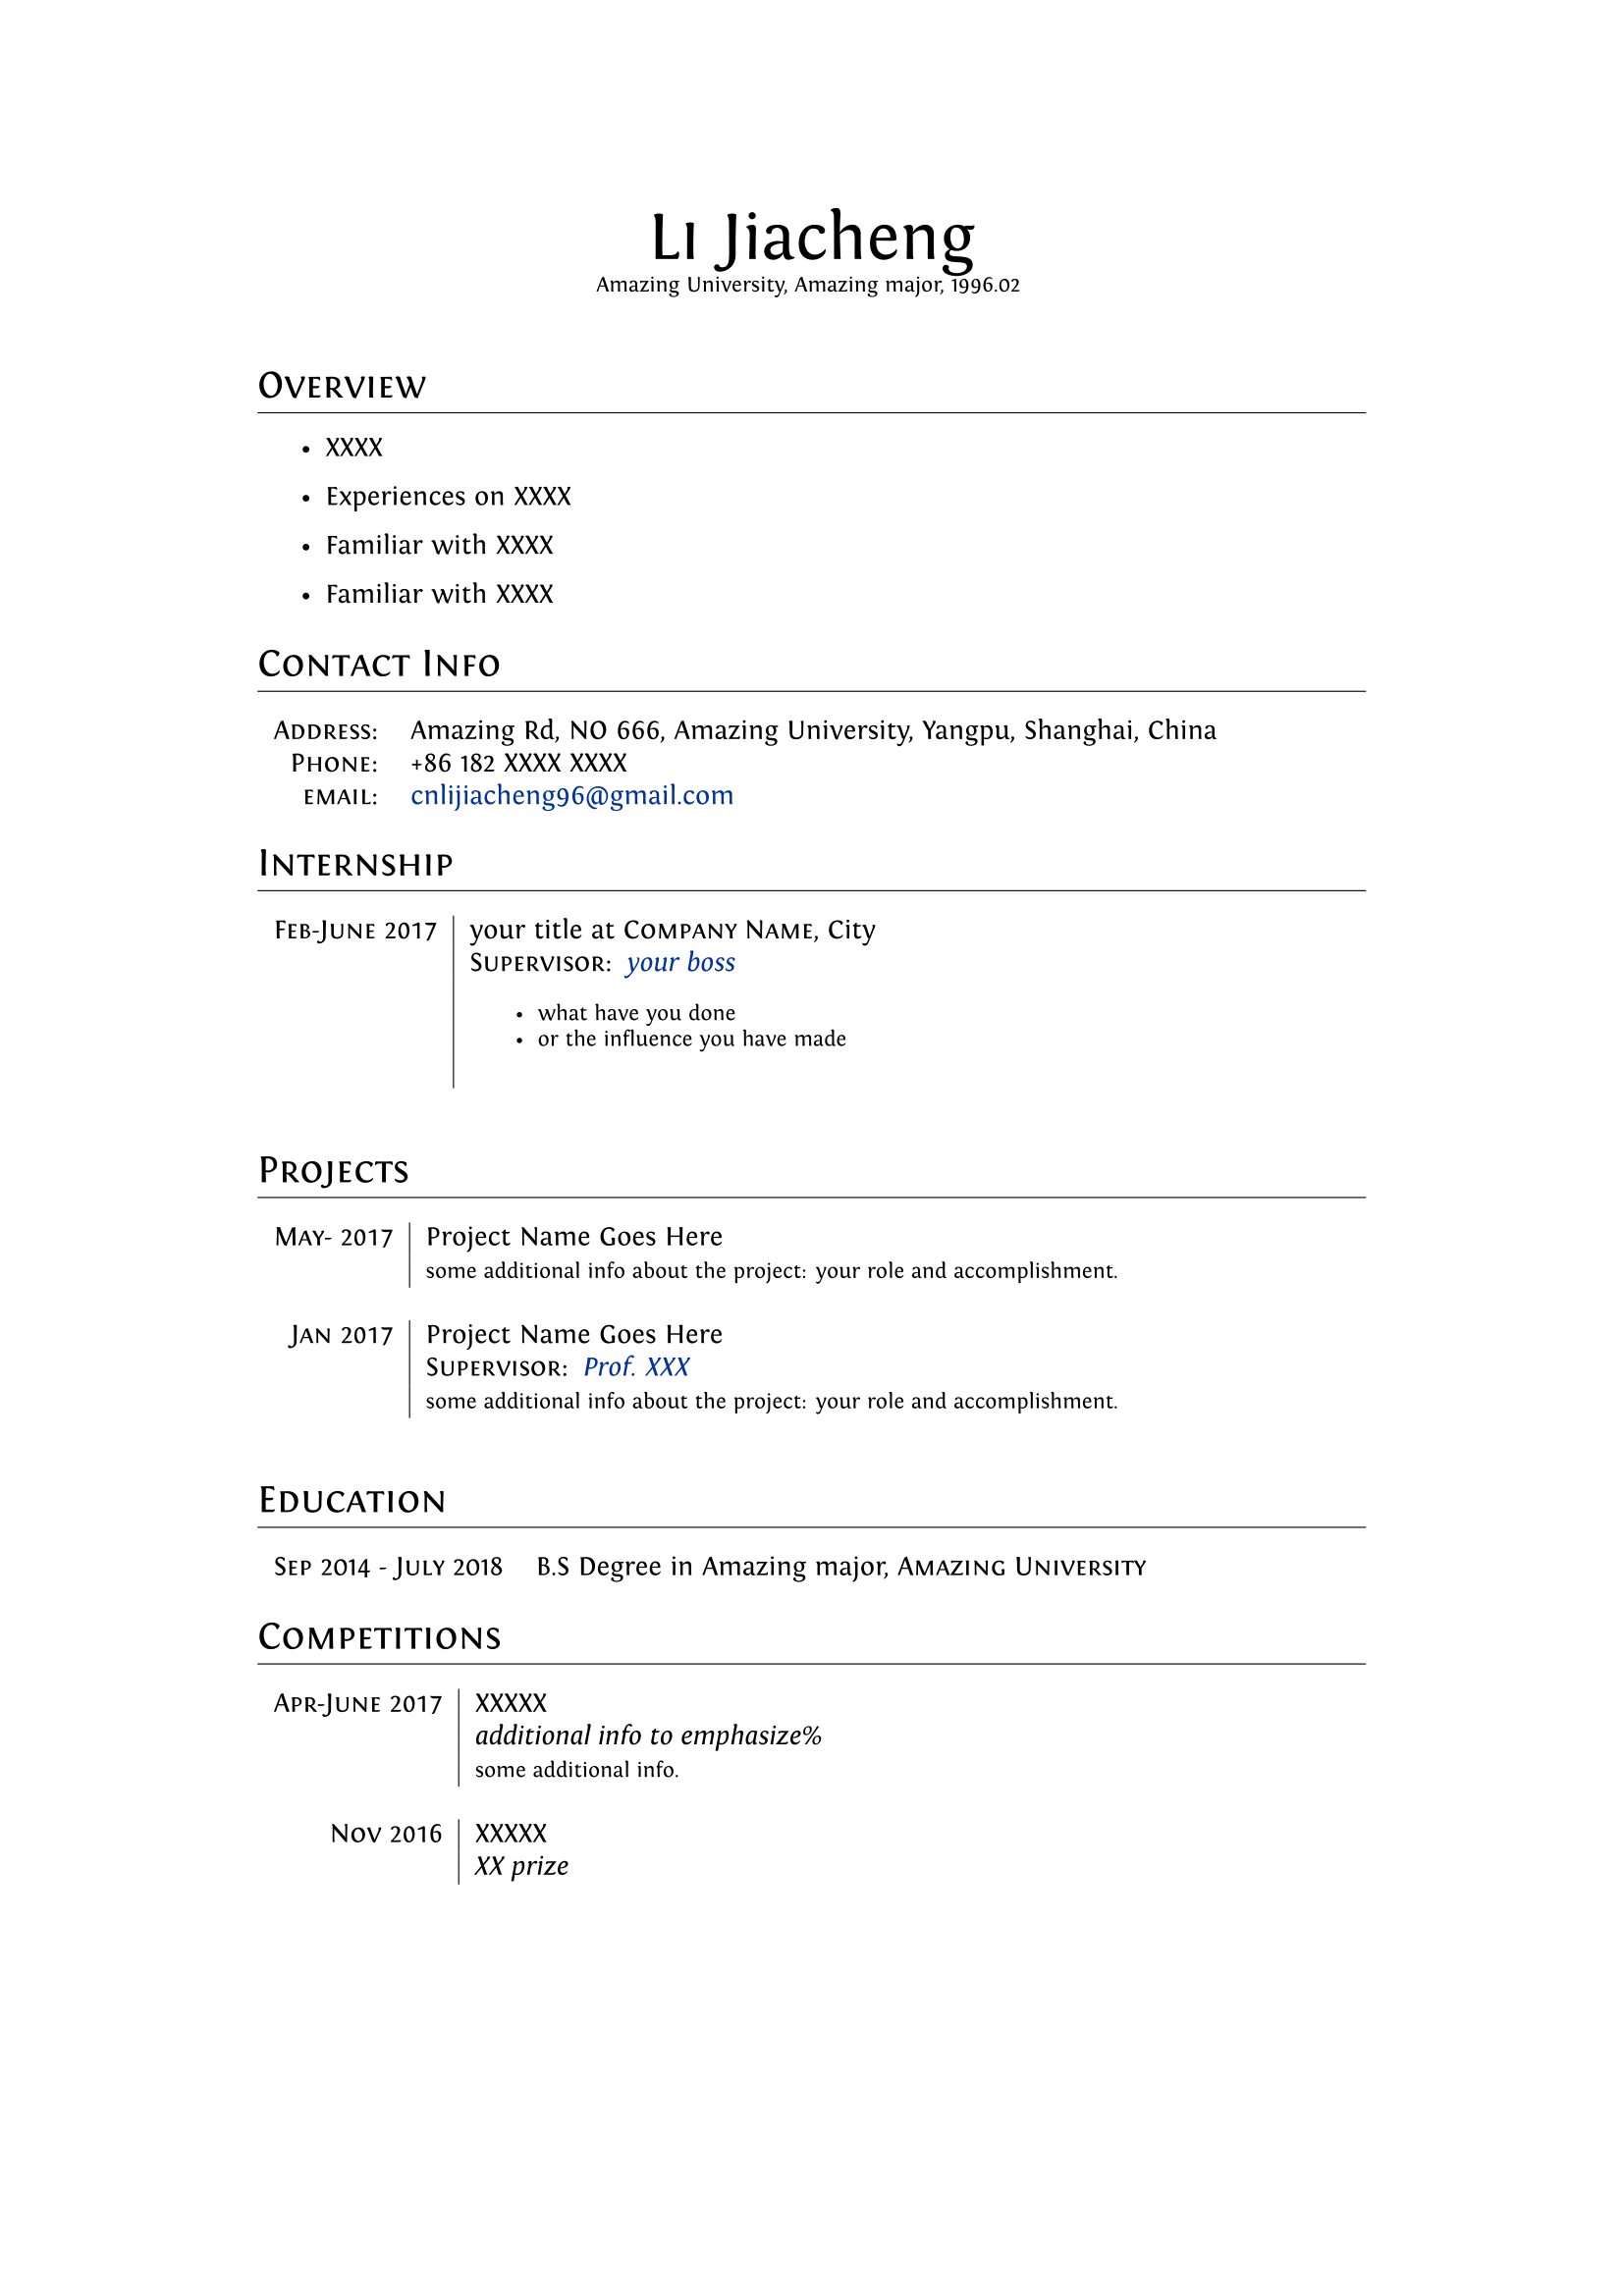 Li Jiacheng
Amazing University, Amazing major, 1996.02
Overview
• XXXX
• Experiences on XXXX
• Familiar with XXXX
• Familiar with XXXX
Contact Info
Address: Amazing Rd, NO 666, Amazing University, Yangpu, Shanghai, China
Phone: +86 182 XXXX XXXX
email: cnlijiacheng96@gmail.com
Internship
Feb-June 2017 your title at Company Name, City
Supervisor: your boss
• what have you done
• or the influence you have made
Projects
May- 2017 Project Name Goes Here
some additional info about the project: your role and accomplishment.
Jan 2017 Project Name Goes Here
Supervisor: Prof. XXX
some additional info about the project: your role and accomplishment.
Education
Sep 2014 - July 2018 B.S Degree in Amazing major, Amazing University
Competitions
Apr-June 2017 XXXXX
additional info to emphasize%
some additional info.
Nov 2016 XXXXX
XX prize